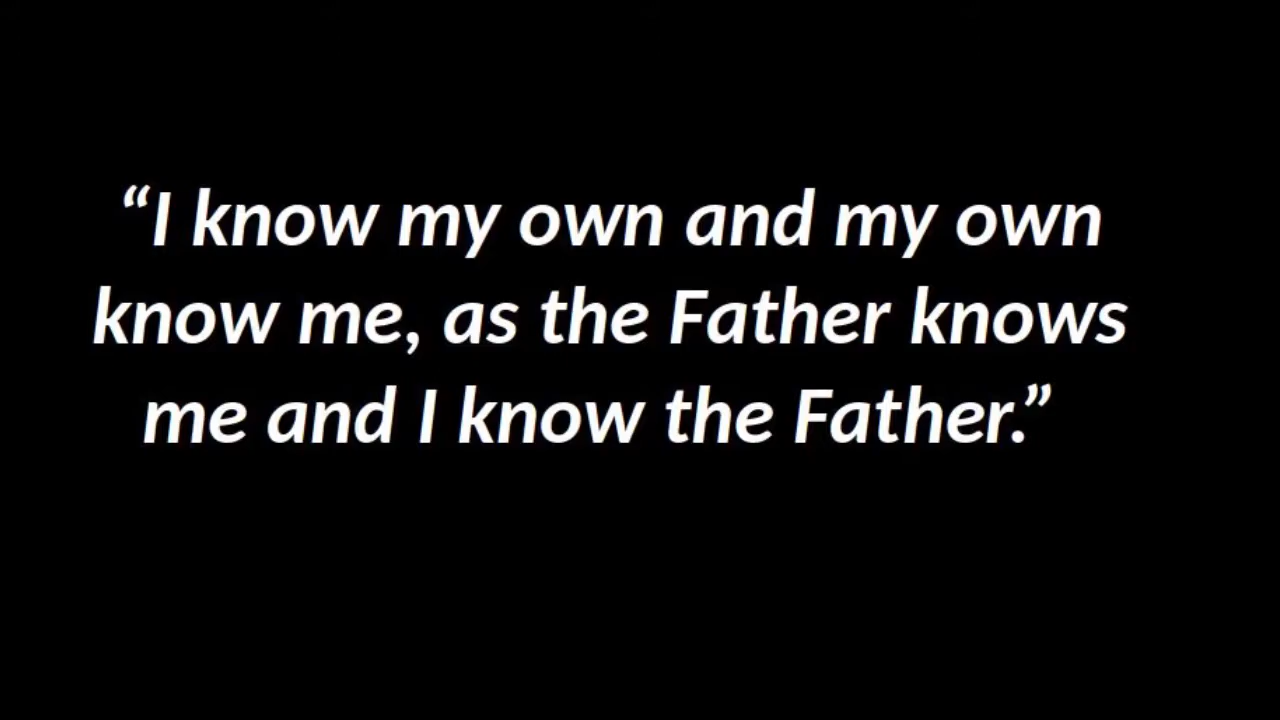 “I know my own and my own
know me, as the Father knows
me and I know the Father.”